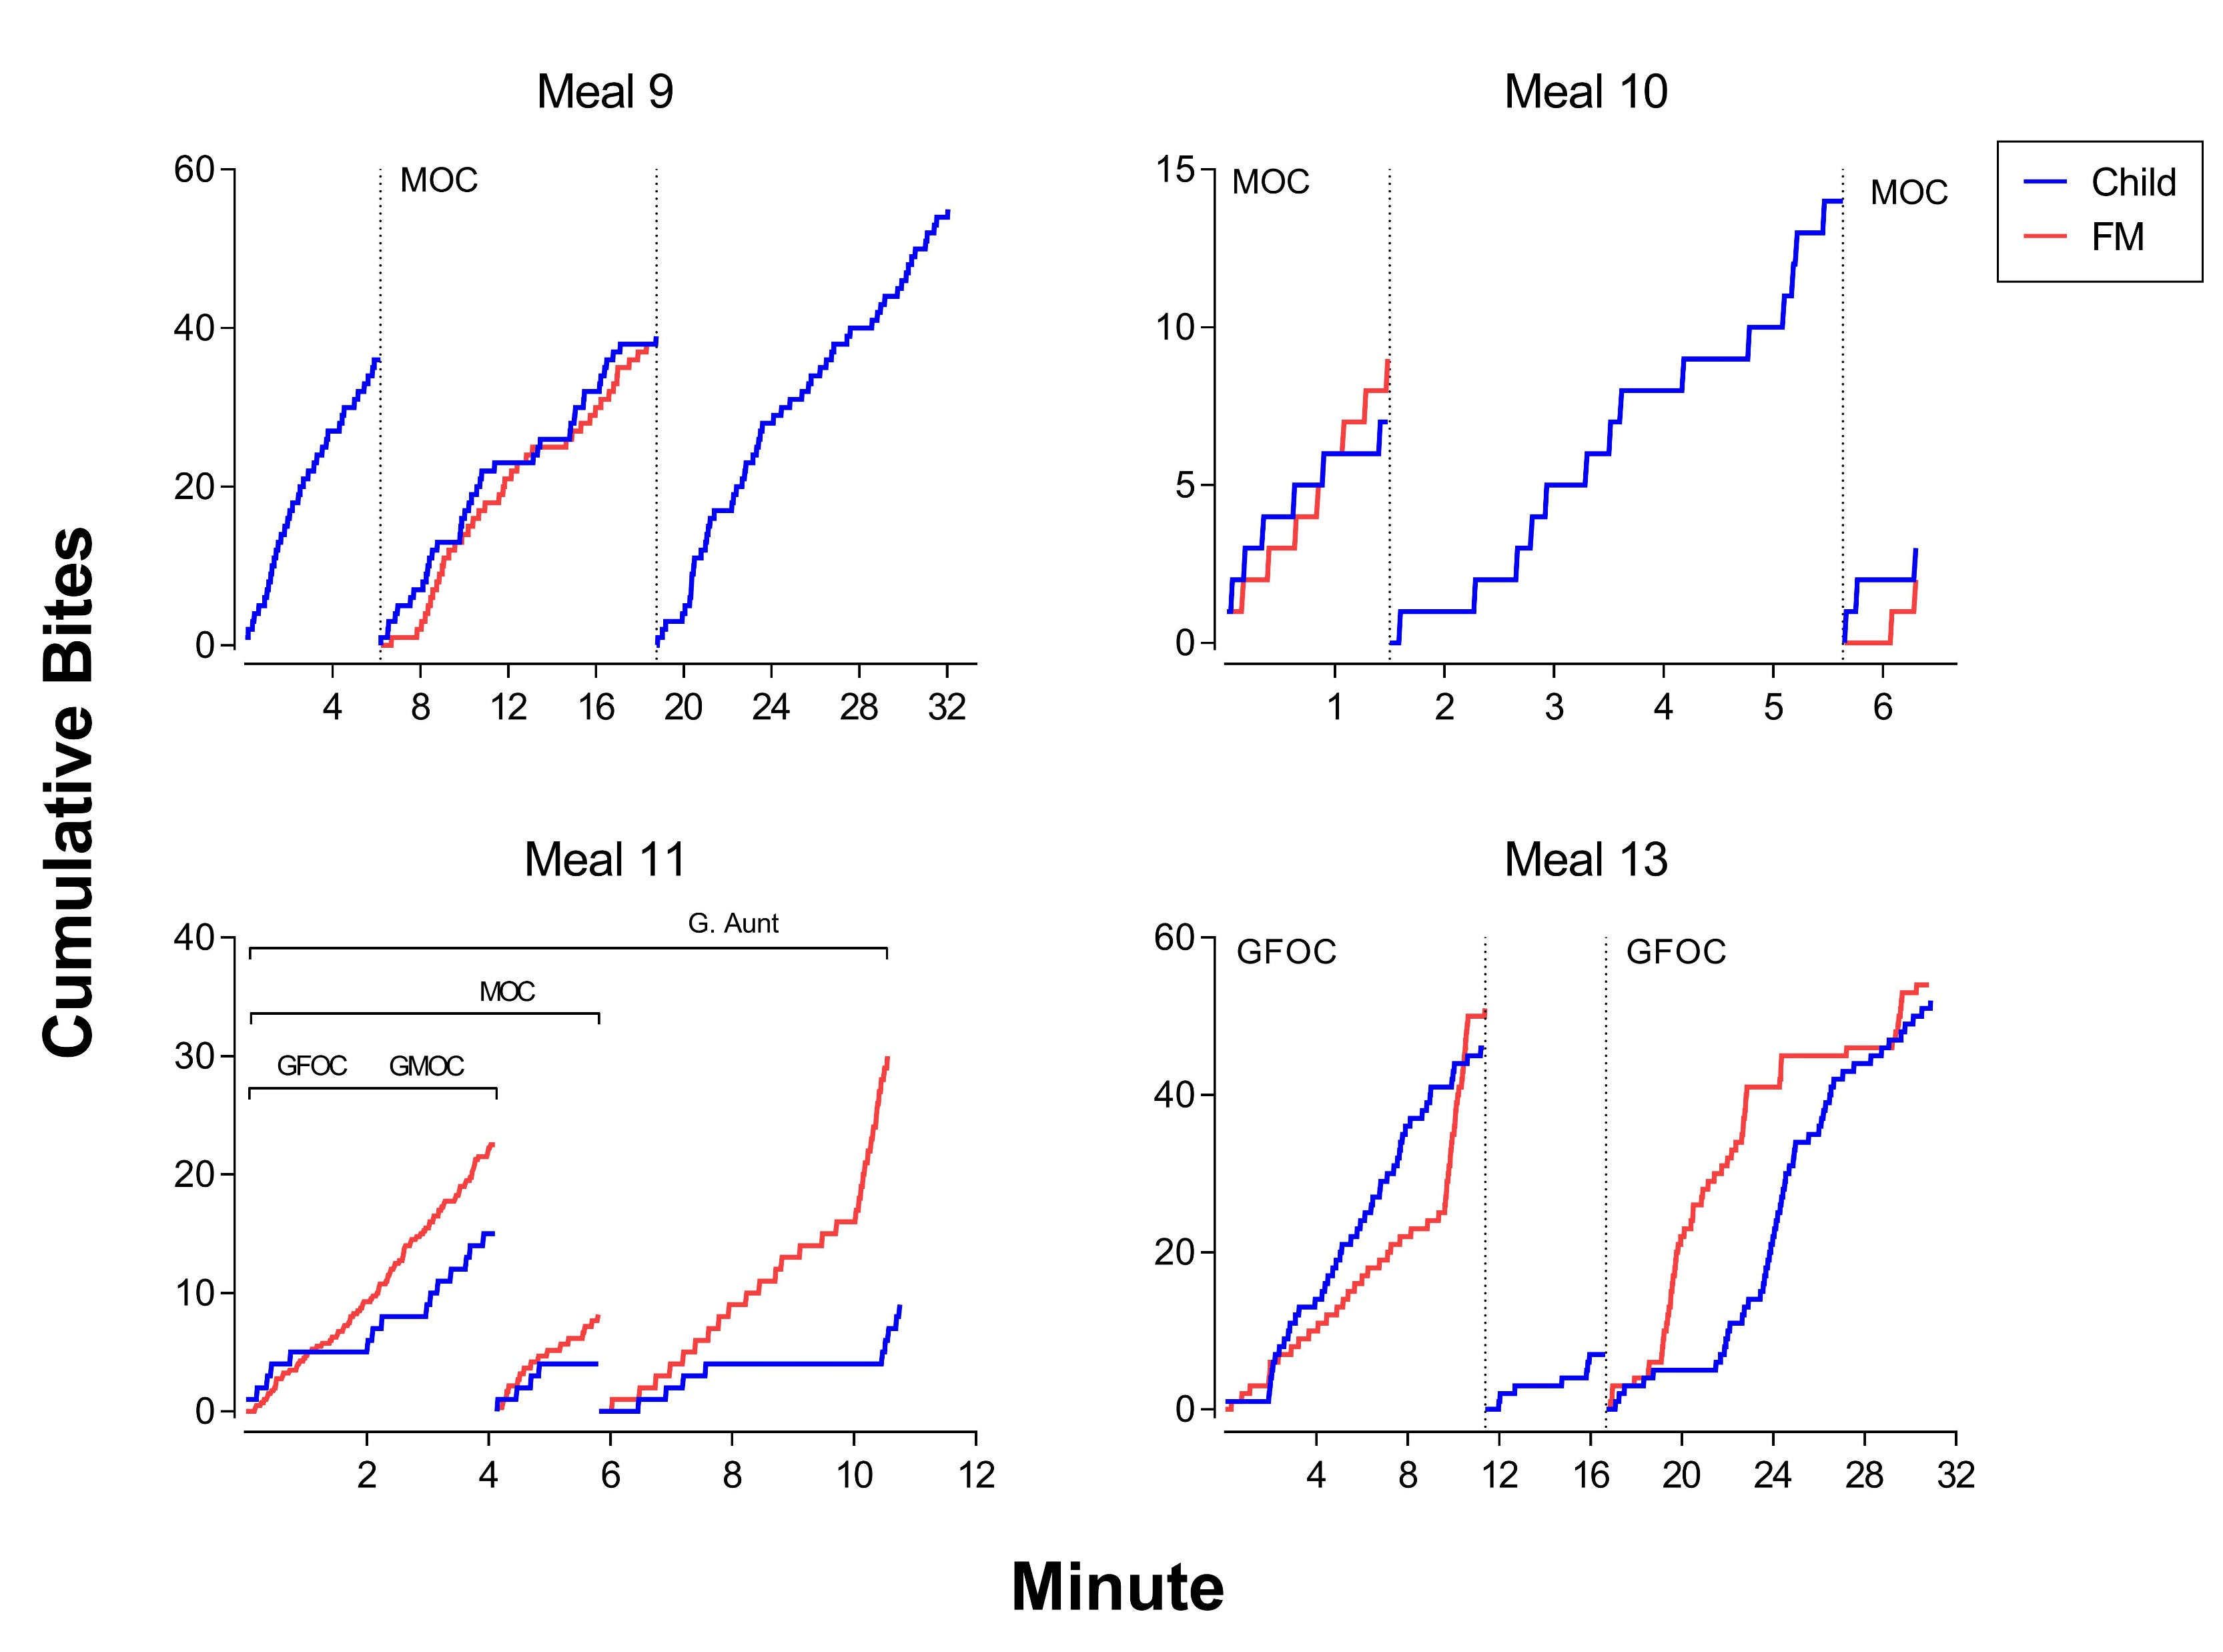 Meal 9
Meal 10
60
40
20
0
MOC
4 8 12 16 20 24 28 32
15
10
5
0
MOC
MOC
1 2 3 4 5 6
Child
FM
Cumulative Bites
Meal 11
Meal 13
40
30
20
10
0
G. Aunt
MOC
GFOC GMOC
2 4 6 8 10 12
60
40
20
0
GFOC
GFOC
4 8 12 16 20 24 28 32
Minute